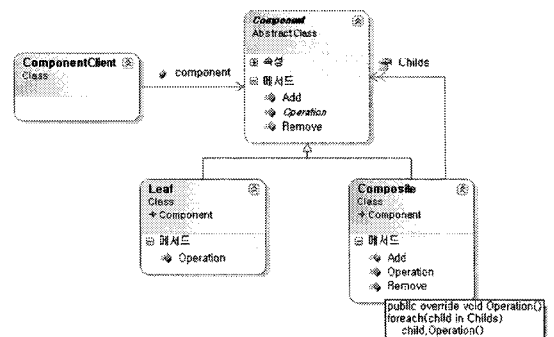 Component
AbstractClass
속성
메서드
Add
Operation
Remove
ComponentClient
Class
component
Childs
Leaf
Class
Component
메서드
Operation
Composite
Class
Component
메서드
Add
Operation
Remove
public override void Operation()
foreach(child in Childs)
child.Operation()